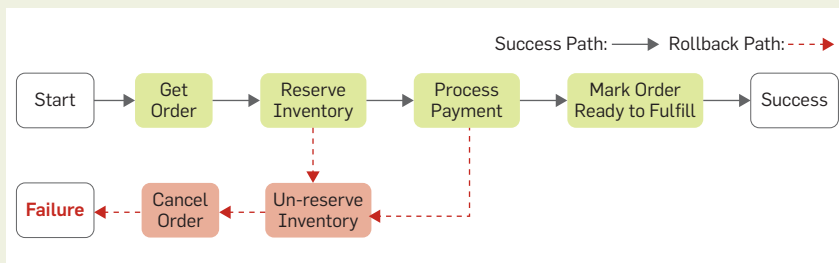 Success Path: Rollback Path:
Start
Get
Order
Reserve
Inventory
Process
Payment
Mark Order
Ready to Fulfill
Success
Failure
Cancel
Order
Un-reserve
Inventory